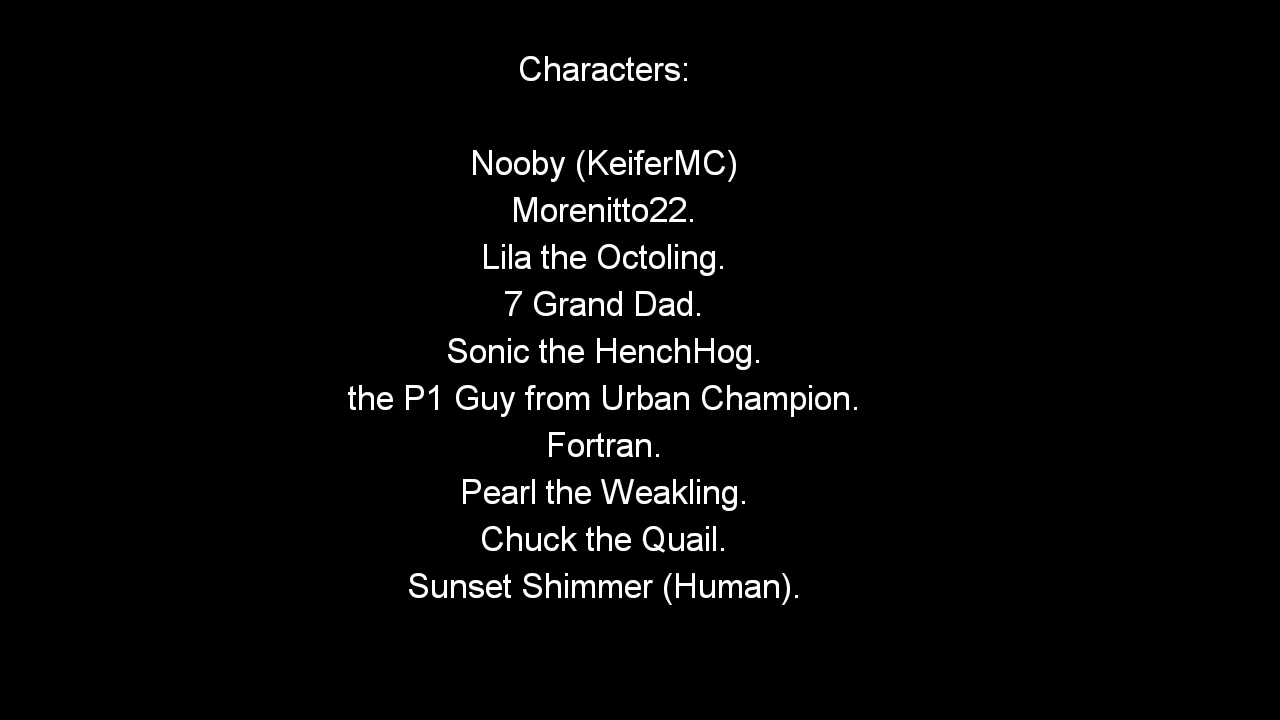 Characters:
Nooby (KeiferMC)
Morenitto22.
Lila the Octoling.
7 Grand Dad.
Sonic the HenchHog.
the P1 Guy from Urban Champion.
Fortran.
Pearl the Weakling.
Chuck the Quail.
Sunset Shimmer (Human).